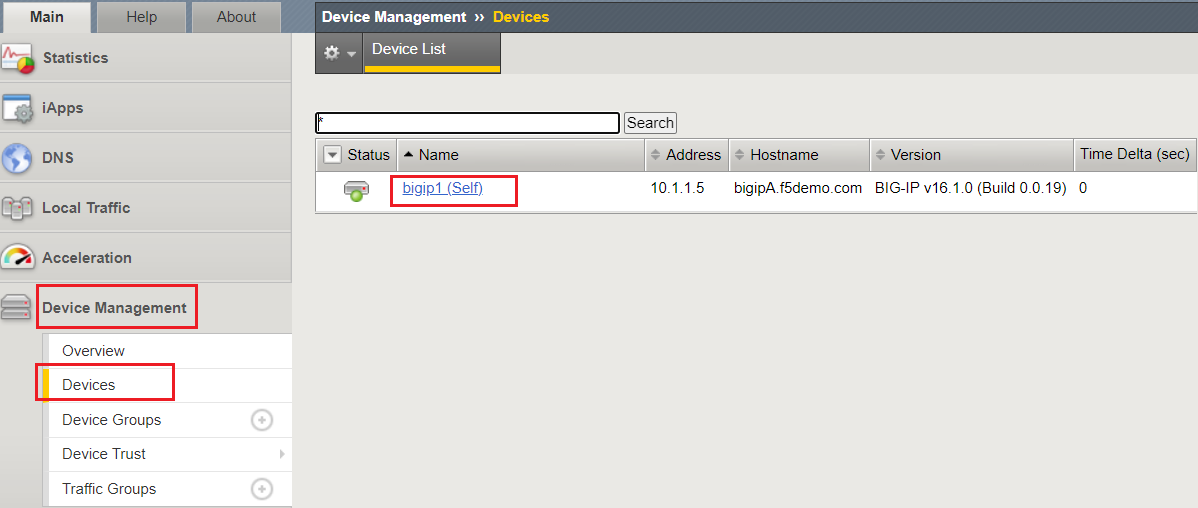 Main Help About
Device Management ›› Devices
Device List
Statistics
iApps
DNS
Local Traffic
Acceleration
Device Management
Overview
Devices
Device Groups
Device Trust
Traffic Groups
* Search
Status Name Address Hostname Version Time Delta (sec)
bigip1 (Self) 10.1.1.5 bigipA.f5demo.com BIG-IP v16.1.0 (Build 0.0.19) 0